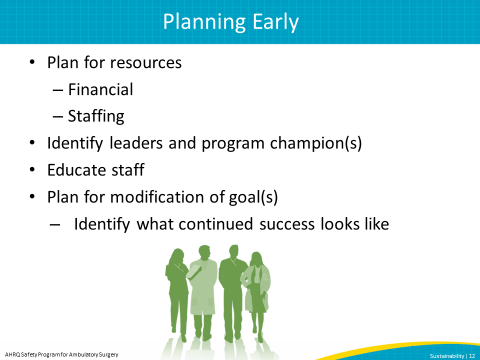 Planning Early
• Plan for resources
– Financial
– Staffing
• Identify leaders and program champion(s)
• Educate staff
• Plan for modification of goal(s)
– Identify what continued success looks like
AHRQ Safety Program for Ambulatory Surgery
Sustainability | 12